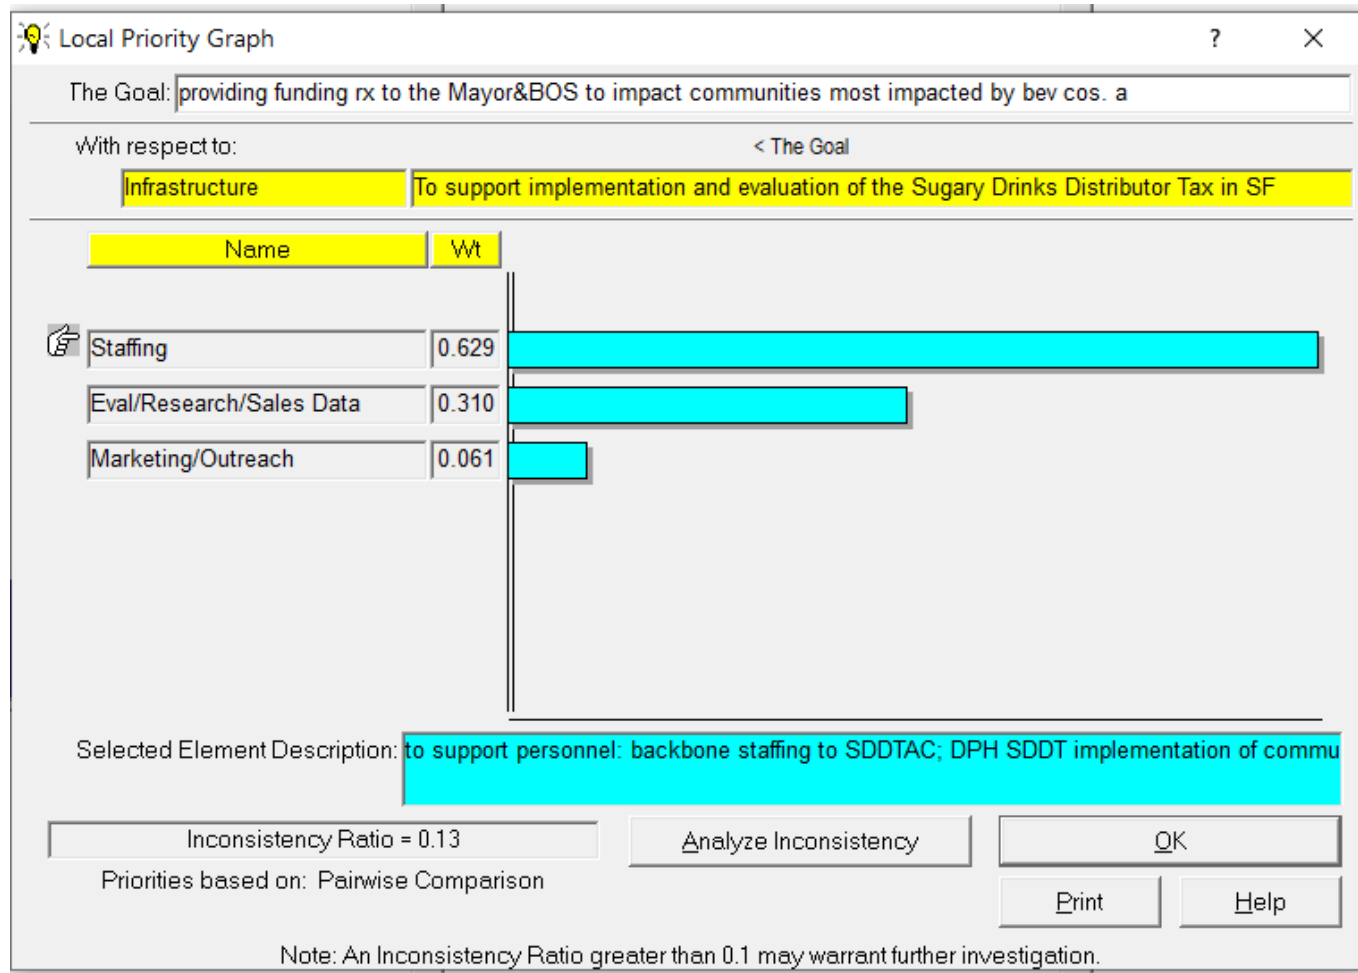 Local Priority Graph ? ×
The Goal: providing funding rx to the Mayor&BOS to impact communities most impacted by bev cos. a
With respect to: < The Goal
Infrastructure To support implementation and evaluation of the Sugary Drinks Distributor Tax in SF
Name Wt
Staffing 0.629
Eval/Research/Sales Data 0.310
Marketing/Outreach 0.061
Selected Element Description: to support personnel: backbone staffing to SDDTAC; DPH SDDT implementation of commu
Inconsistency Ratio = 0.13 Analyze Inconsistency OK
Priorities based on: Pairwise Comparison
Print Help
Note: An Inconsistency Ratio greater than 0.1 may warrant further investigation.